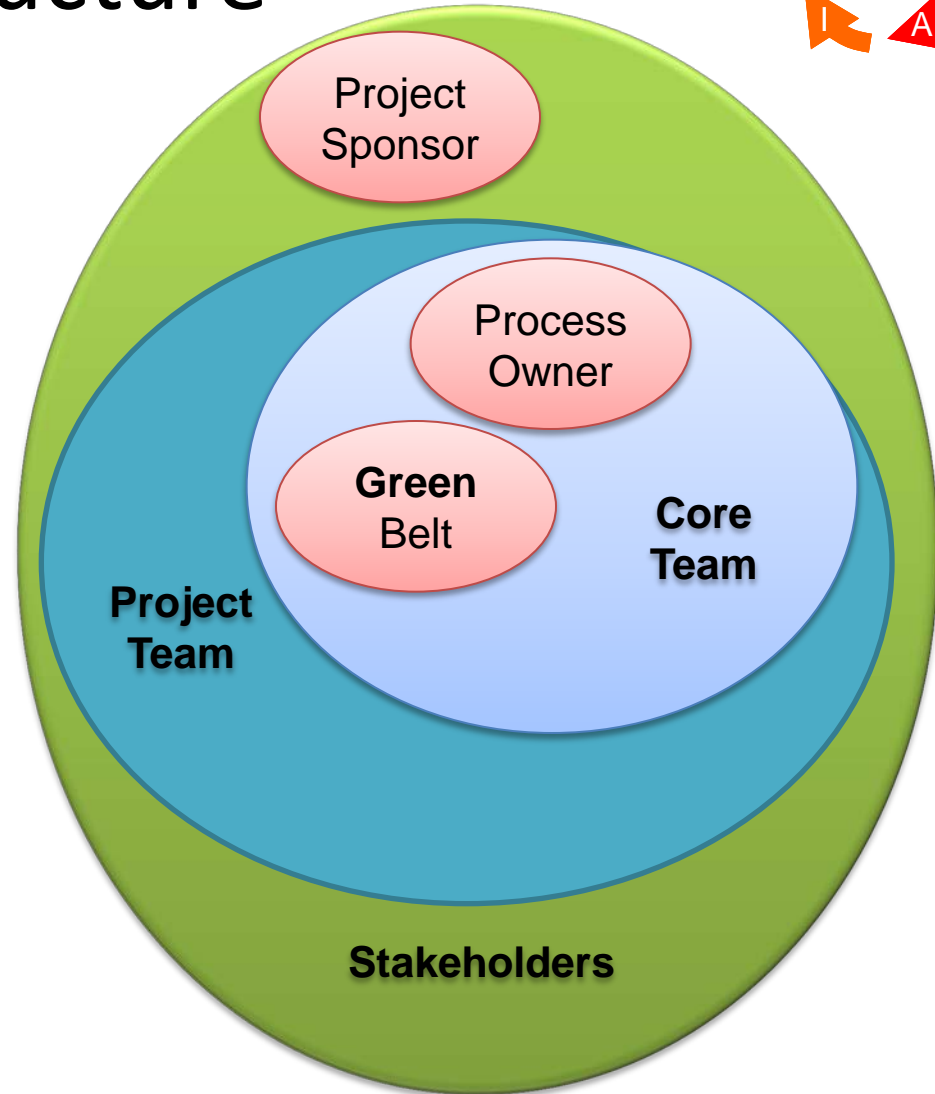 I A
Project
Sponsor
Process
Owner
Green
Belt
Core
Team
Project
Team
Stakeholders